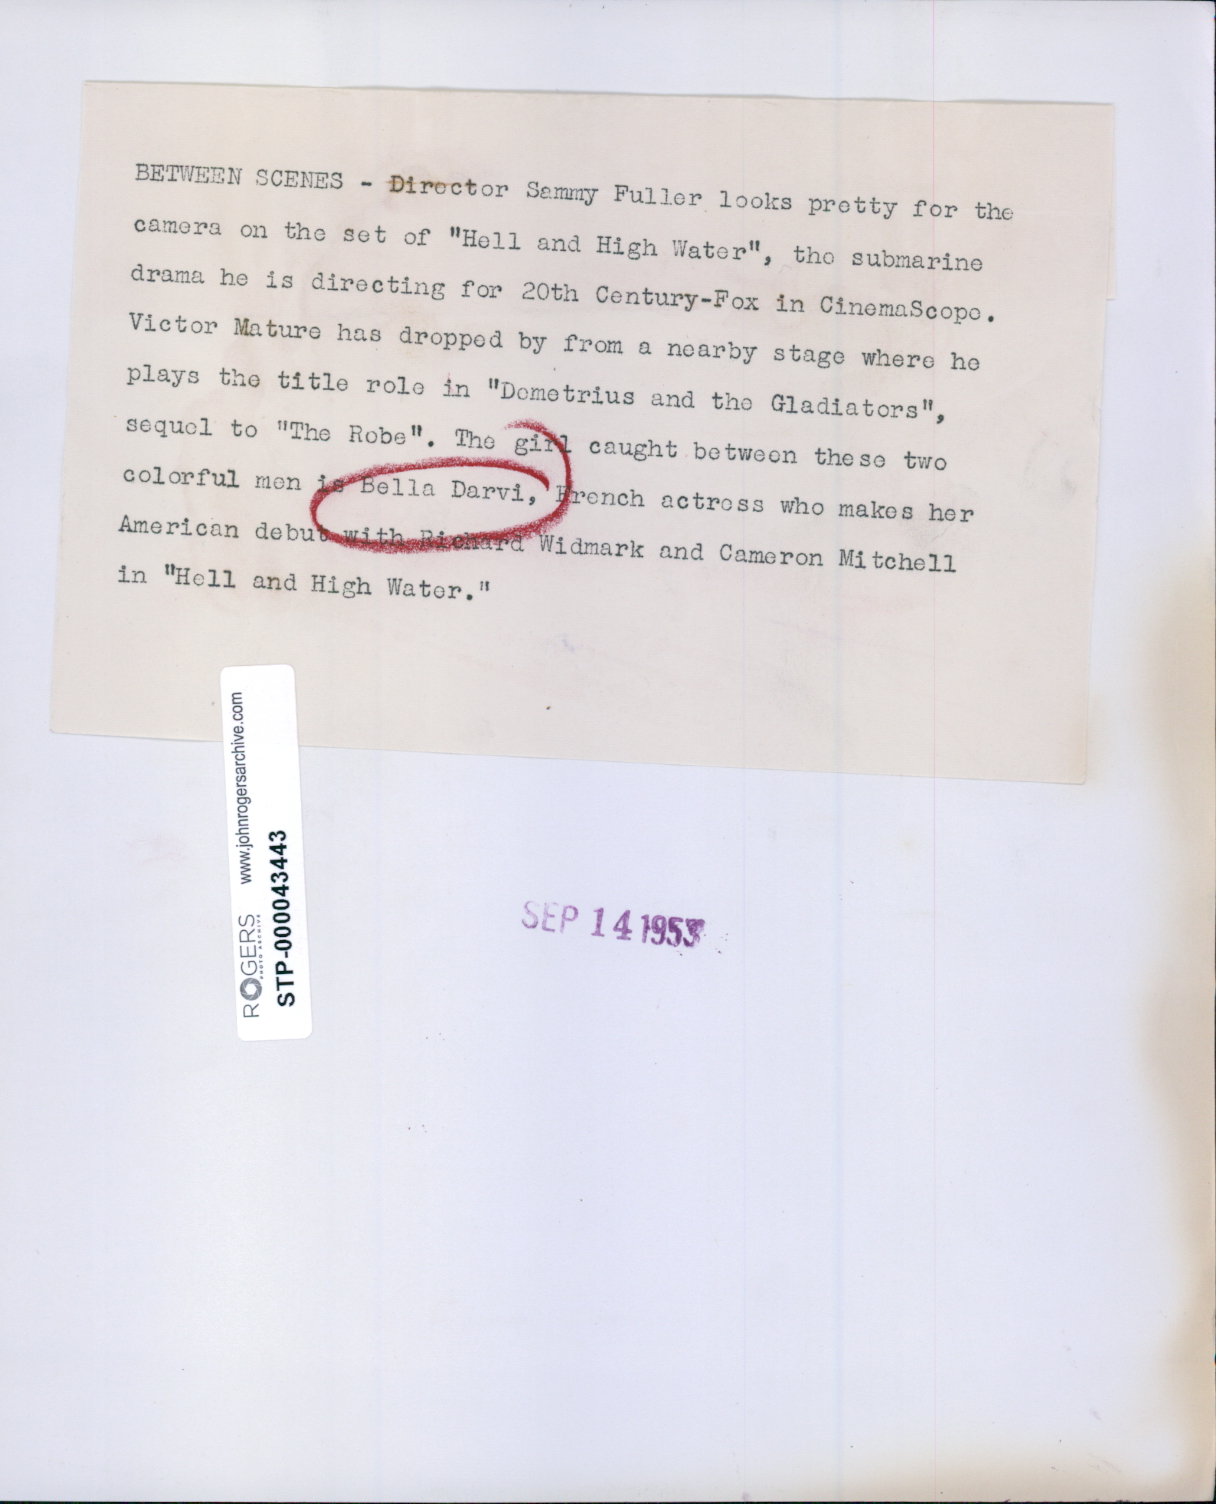 BETWEEN SCENES - Director Sammy Fuller looks pretty for the
camera on the set of "Hell and High Water", the submarine
drama he is directing for 20th Century-Fox in CinemaScope.
Victor Mature has dropped by from a nearby stage where he
plays the title role in "Demetrius and the Gladiators",
sequel to "The Robe". The girl caught between these two
colorful men is Bella Darvi, French actress who makes her
American debut with Richard Widmark and Cameron Mitchell
in "Hell and High Water."
ROGERS www.johnrogersarchive.com
PHOTO ARCHIVE
STP-000043443
SEP 14 1953